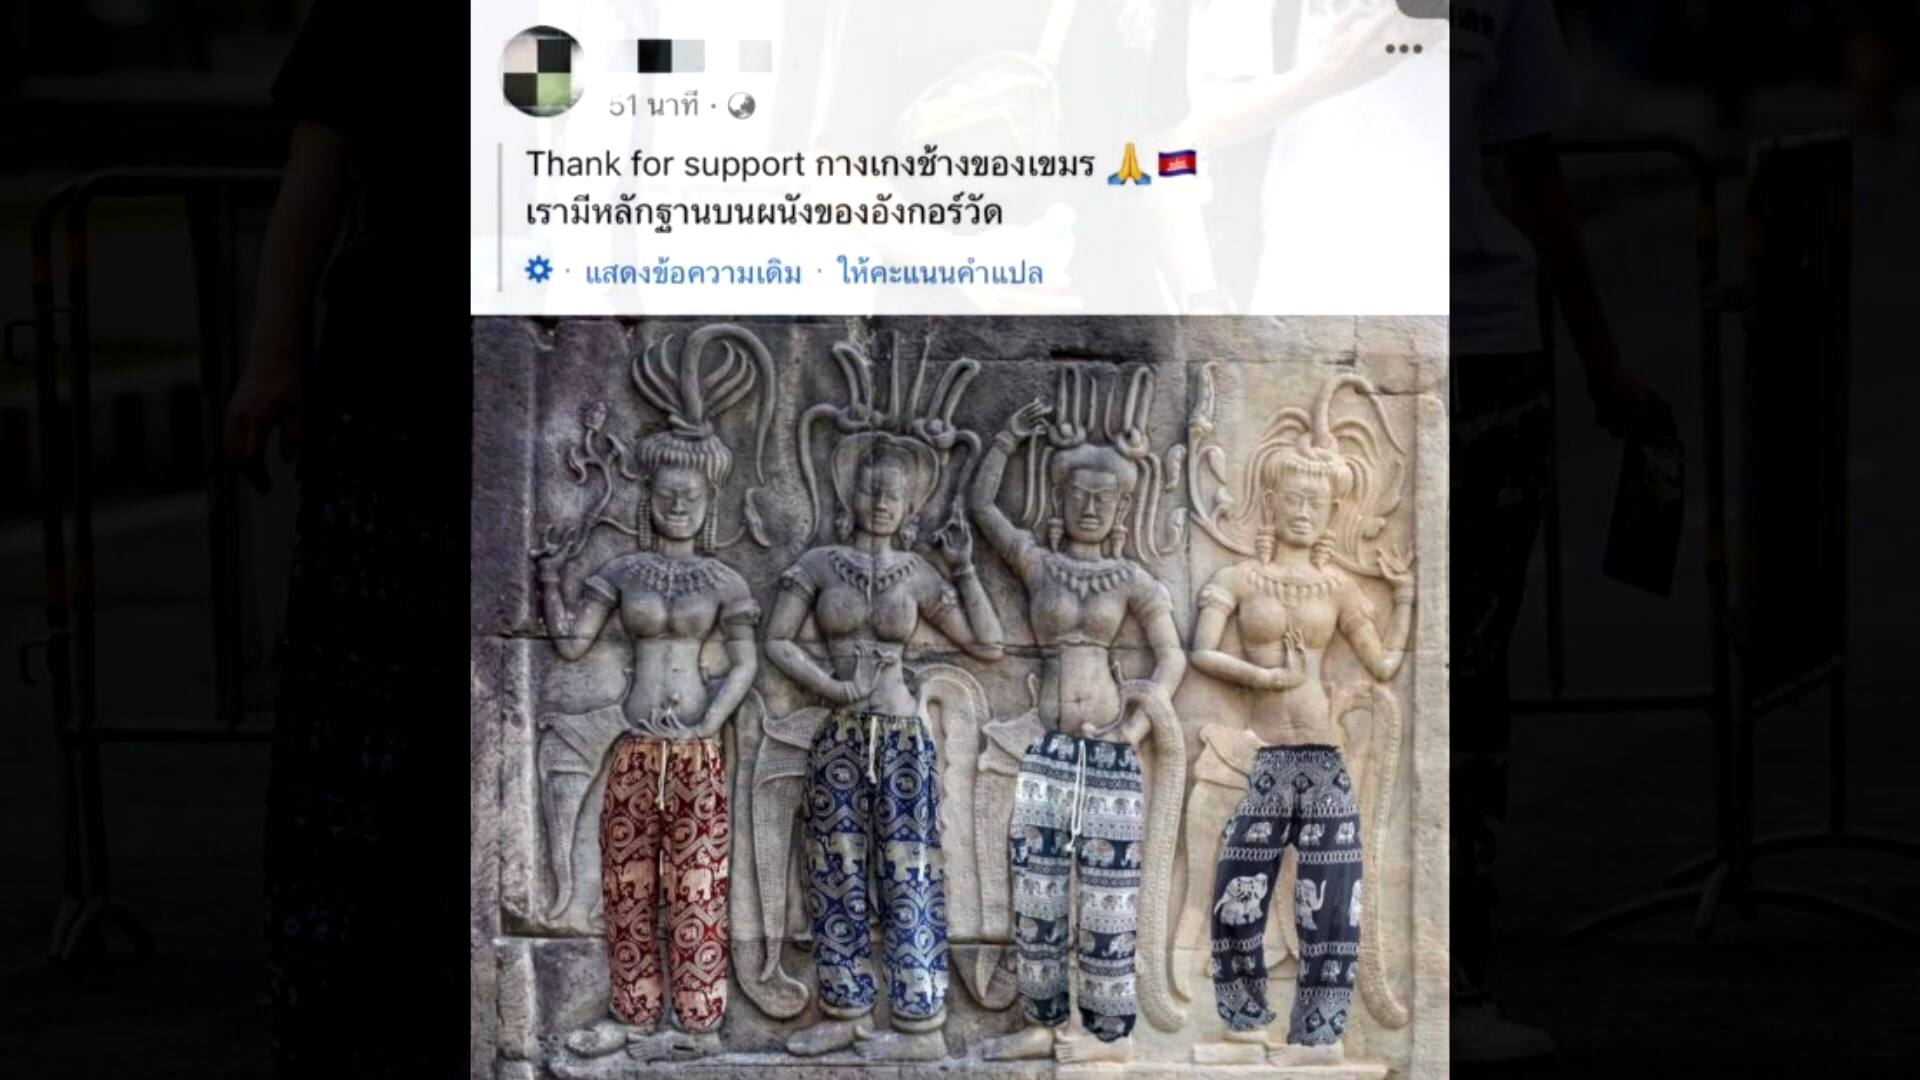 51 นาที ·
Thank for support กางเกงช้างของเขมร 🙏🇰🇭
เรามีหลักฐานบนผนังของอังกอร์วัด
· แสดงข้อความเดิม · ให้คะแนนคำแปล